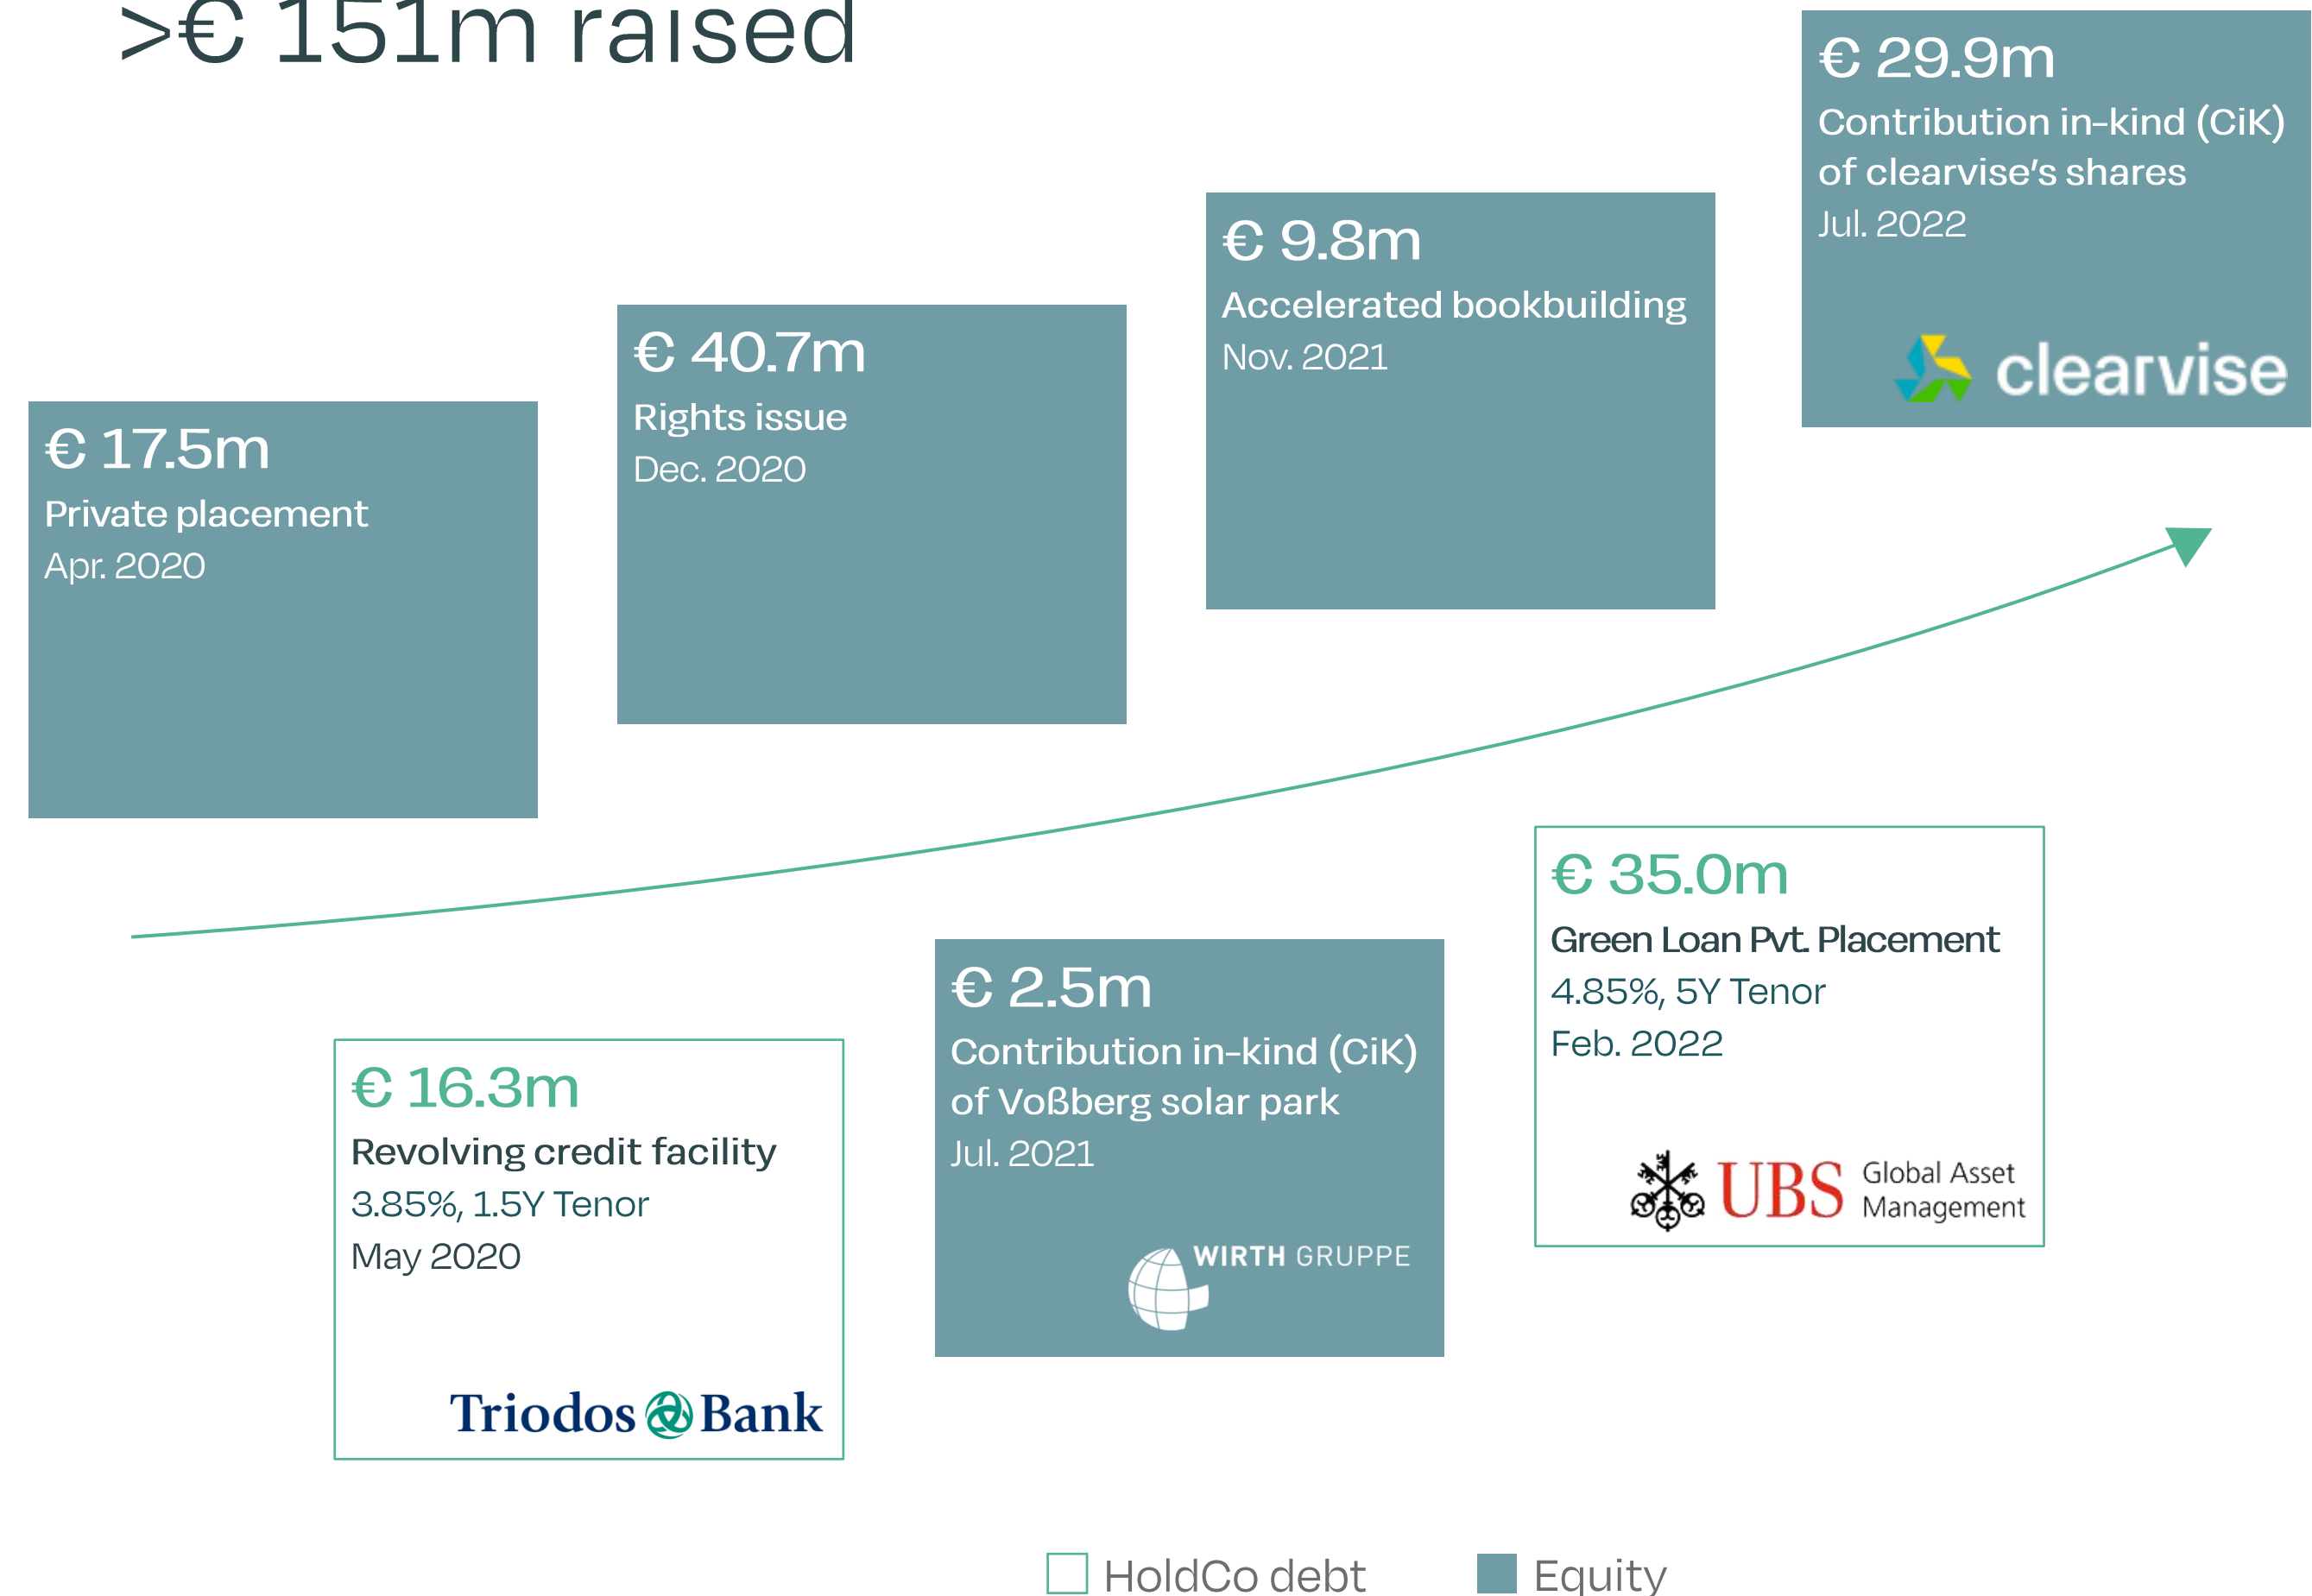 >€ 151m raised
€ 29.9m
Contribution in-kind (CiK)
of clearvise's shares
Jul. 2022
clearvise
€ 9.8m
Accelerated bookbuilding
Nov. 2021
€ 40.7m
Rights issue
Dec. 2020
€ 17.5m
Private placement
Apr. 2020
€ 35.0m
Green Loan Pvt. Placement
4.85%, 5Y Tenor
Feb. 2022
UBS Global Asset
Management
€ 2.5m
Contribution in-kind (CiK)
of Voßberg solar park
Jul. 2021
WIRTH GRUPPE
€ 16.3m
Revolving credit facility
3.85%, 1.5Y Tenor
May 2020
Triodos Bank
HoldCo debt
Equity